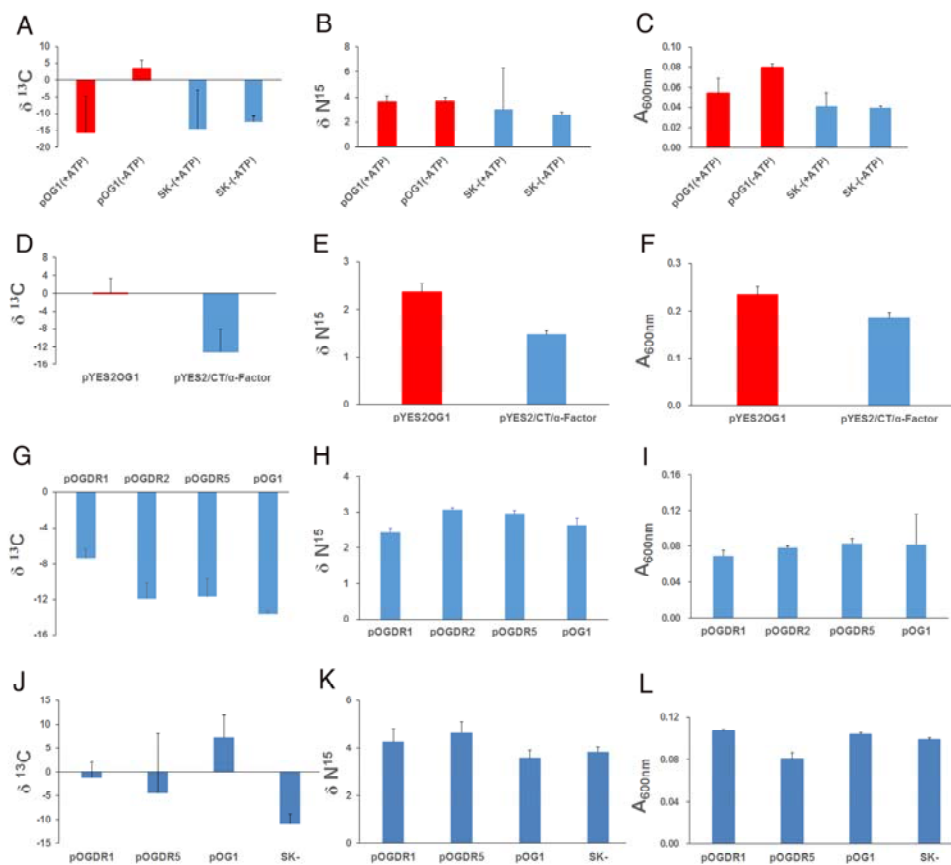 A
δ 13C
10
5
0
-5
-10
-15
-20
pOG1(+ATP)
pOG1(-ATP)
SK-(+ATP)
SK-(-ATP)
B
δ N15
8
6
4
2
0
pOG1(+ATP)
pOG1(-ATP)
SK-(+ATP)
SK-(-ATP)
C
A600nm
0.10
0.08
0.06
0.04
0.02
0.00
pOG1(+ATP)
pOG1(-ATP)
SK-(+ATP)
SK-(-ATP)
D
δ 13C
8
4
0
-4
-8
-12
-16
pYES2OG1 pYES2/CT/α-Factor
E
δ N15
3
2
1
0
pYES2OG1 pYES2/CT/α-Factor
F
A600nm
0.3
0.2
0.1
0.0
pYES2OG1 pYES2/CT/α-Factor
G
pOGDR1 pOGDR2 pOGDR5 pOG1
δ 13C
0
-4
-8
-12
-16
H
δ N15
4
3
2
1
0
pOGDR1 pOGDR2 pOGDR5 pOG1
I
A600nm
0.16
0.12
0.08
0.04
0.00
pOGDR1 pOGDR2 pOGDR5 pOG1
J
δ 13C
15
10
5
0
-5
-10
-15
pOGDR1 pOGDR5 pOG1 SK-
K
δ N15
6
4
2
0
pOGDR1 pOGDR5 pOG1 SK-
L
A600nm
0.12
0.08
0.04
0.00
pOGDR1 pOGDR5 pOG1 SK-